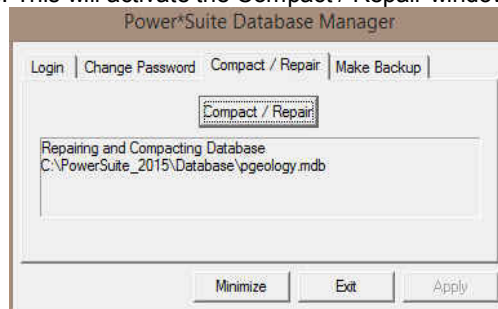 This will activate the Compact / Repair window
Power*Suite Database Manager
Login Change Password Compact / Repair Make Backup
Compact / Repair
Repairing and Compacting Database
C:\PowerSuite_2015\Database\pgeology.mdb
Minimize Exit Apply